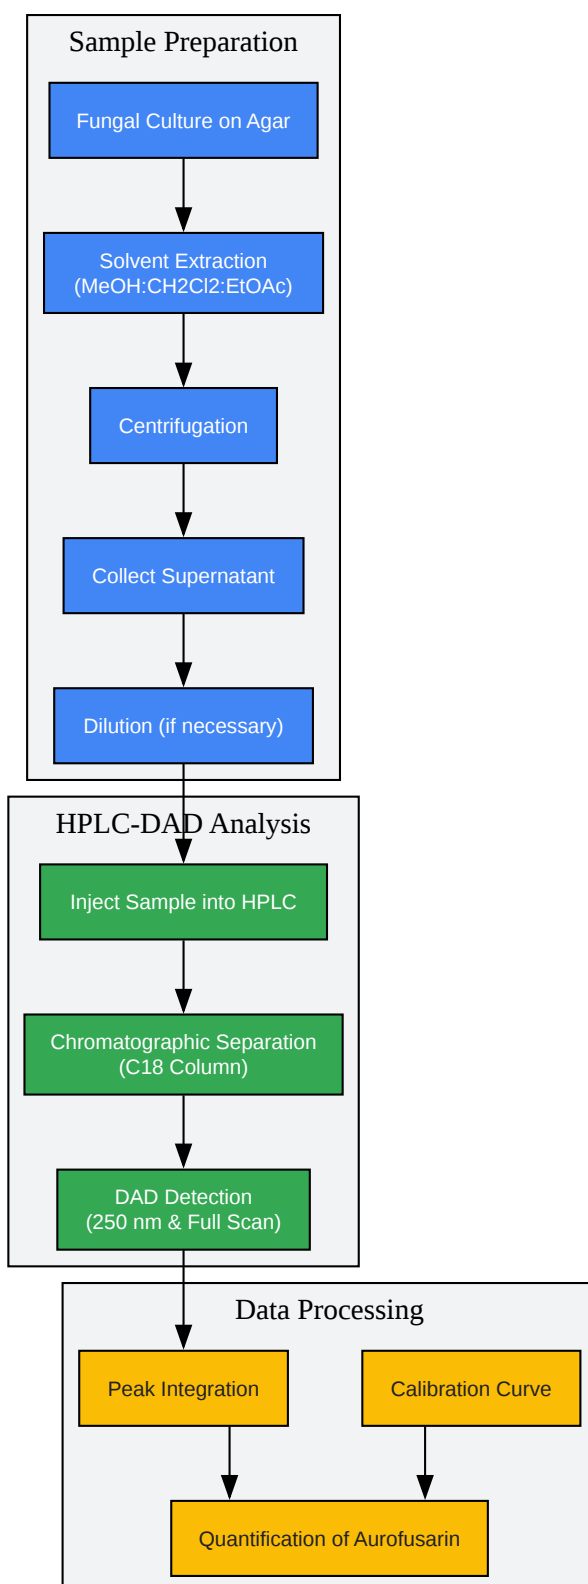 Sample Preparation
Fungal Culture on Agar
Solvent Extraction
(MeOH:CH2Cl2:EtOAc)
Centrifugation
Collect Supernatant
Dilution (if necessary)
HPLC-DAD Analysis
Inject Sample into HPLC
Chromatographic Separation
(C18 Column)
DAD Detection
(250 nm & Full Scan)
Data Processing
Peak Integration
Calibration Curve
Quantification of Aurofusarin